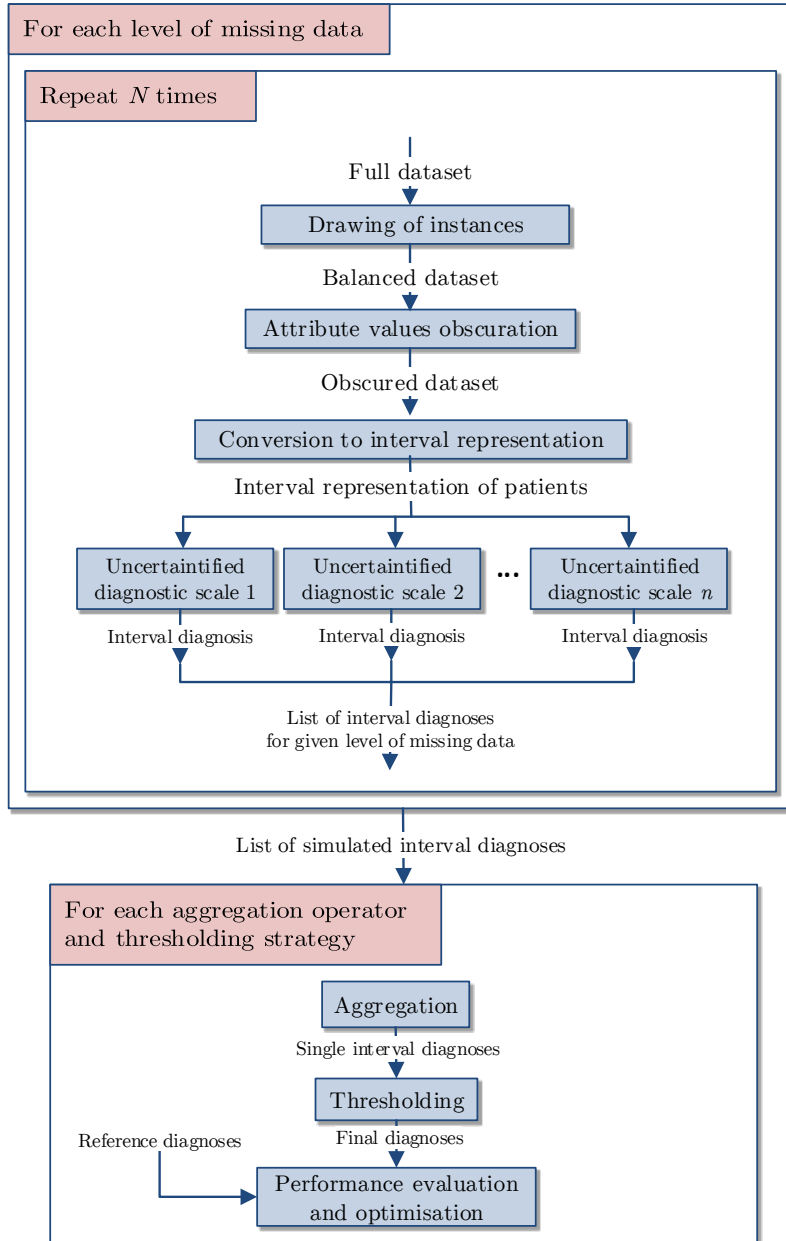 For each level of missing data
Repeat N times
Full dataset
Drawing of instances
Balanced dataset
Attribute values obscuration
Obscured dataset
Conversion to interval representation
Interval representation of patients
Uncertaintified
diagnostic scale 1
Uncertaintified
diagnostic scale 2
...
Uncertaintified
diagnostic scale n
Interval diagnosis
Interval diagnosis
Interval diagnosis
List of interval diagnoses
for given level of missing data
List of simulated interval diagnoses
For each aggregation operator
and thresholding strategy
Aggregation
Single interval diagnoses
Thresholding
Reference diagnoses
Final diagnoses
Performance evaluation
and optimisation